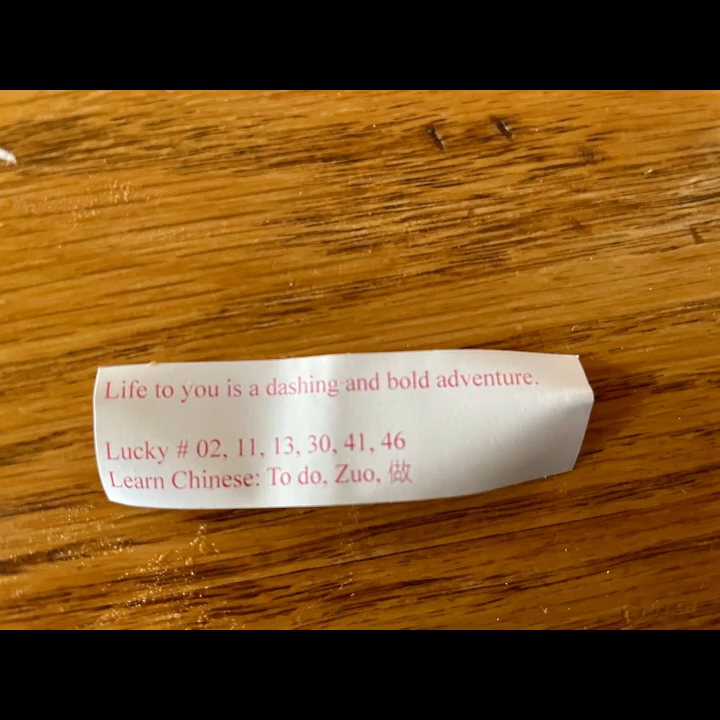 Life to you is a dashing and bold adventure.
Lucky # 02, 11, 13, 30, 41, 46
Learn Chinese: To do, Zuo, 做